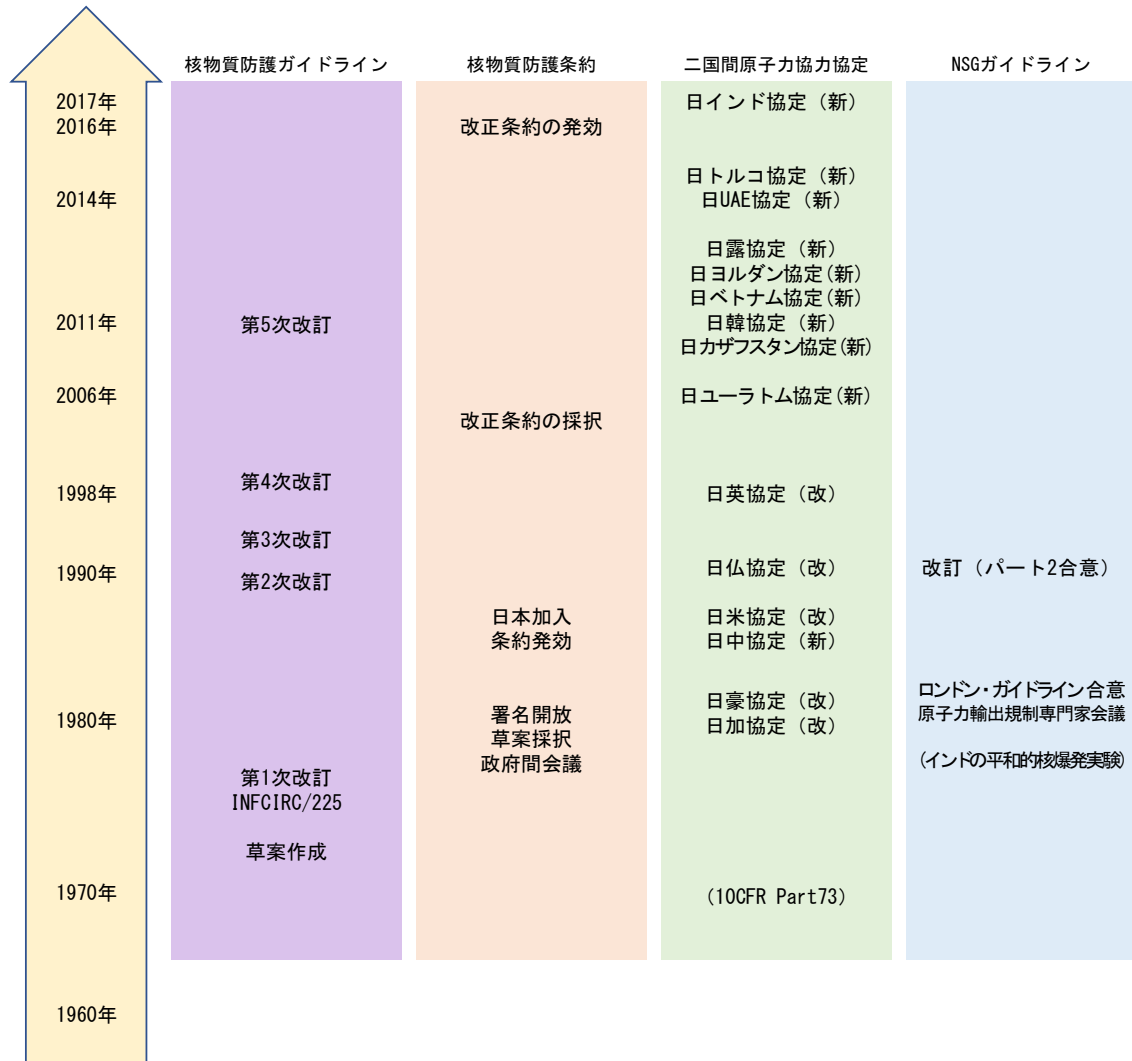 核物質防護ガイドライン
核物質防護条約
二国間原子力協力協定
NSGガイドライン
2017年
日インド協定（新）
2016年
改正条約の発効
日トルコ協定（新）
2014年
日UAE協定（新）
日露協定（新）
日ヨルダン協定(新)
日ベトナム協定(新)
2011年
第5次改訂
日韓協定（新）
日カザフスタン協定(新)
2006年
日ユーラトム協定(新)
改正条約の採択
第4次改訂
1998年
日英協定（改）
第3次改訂
1990年
第2次改訂
日仏協定（改）
改訂（パート2合意）
日本加入
日米協定（改）
条約発効
日中協定（新）
ロンドン・ガイドライン合意
日豪協定（改）
1980年
署名開放
原子力輸出規制専門家会議
日加協定（改）
草案採択
政府間会議
(インドの平和的核爆発実験)
第1次改訂
INFCIRC/225
草案作成
1970年
(10CFR Part73)
1960年